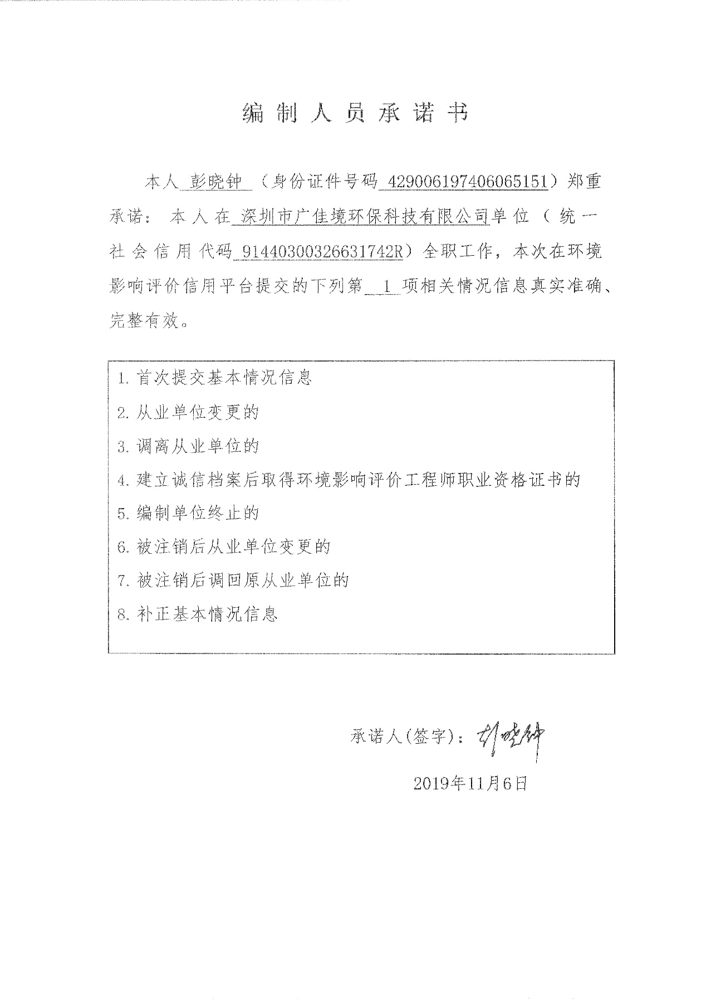 编制人员承诺书
本人 彭晓钟 （身份证件号码 429006197406065151）郑重
承诺： 本人在 深圳市广佳境环保科技有限公司单位（统一
社会信用代码 91440300326631742R）全职工作，本次在环境
影响评价信用平台提交的下列第 1 项相关情况信息真实准确、
完整有效。
1. 首次提交基本情况信息
2. 从业单位变更的
3. 调离从业单位的
4. 建立诚信档案后取得环境影响评价工程师职业资格证书的
5. 编制单位终止的
6. 被注销后从业单位变更的
7. 被注销后调回原从业单位的
8. 补正基本情况信息
承诺人(签字)：彭晓钟
2019年11月6日